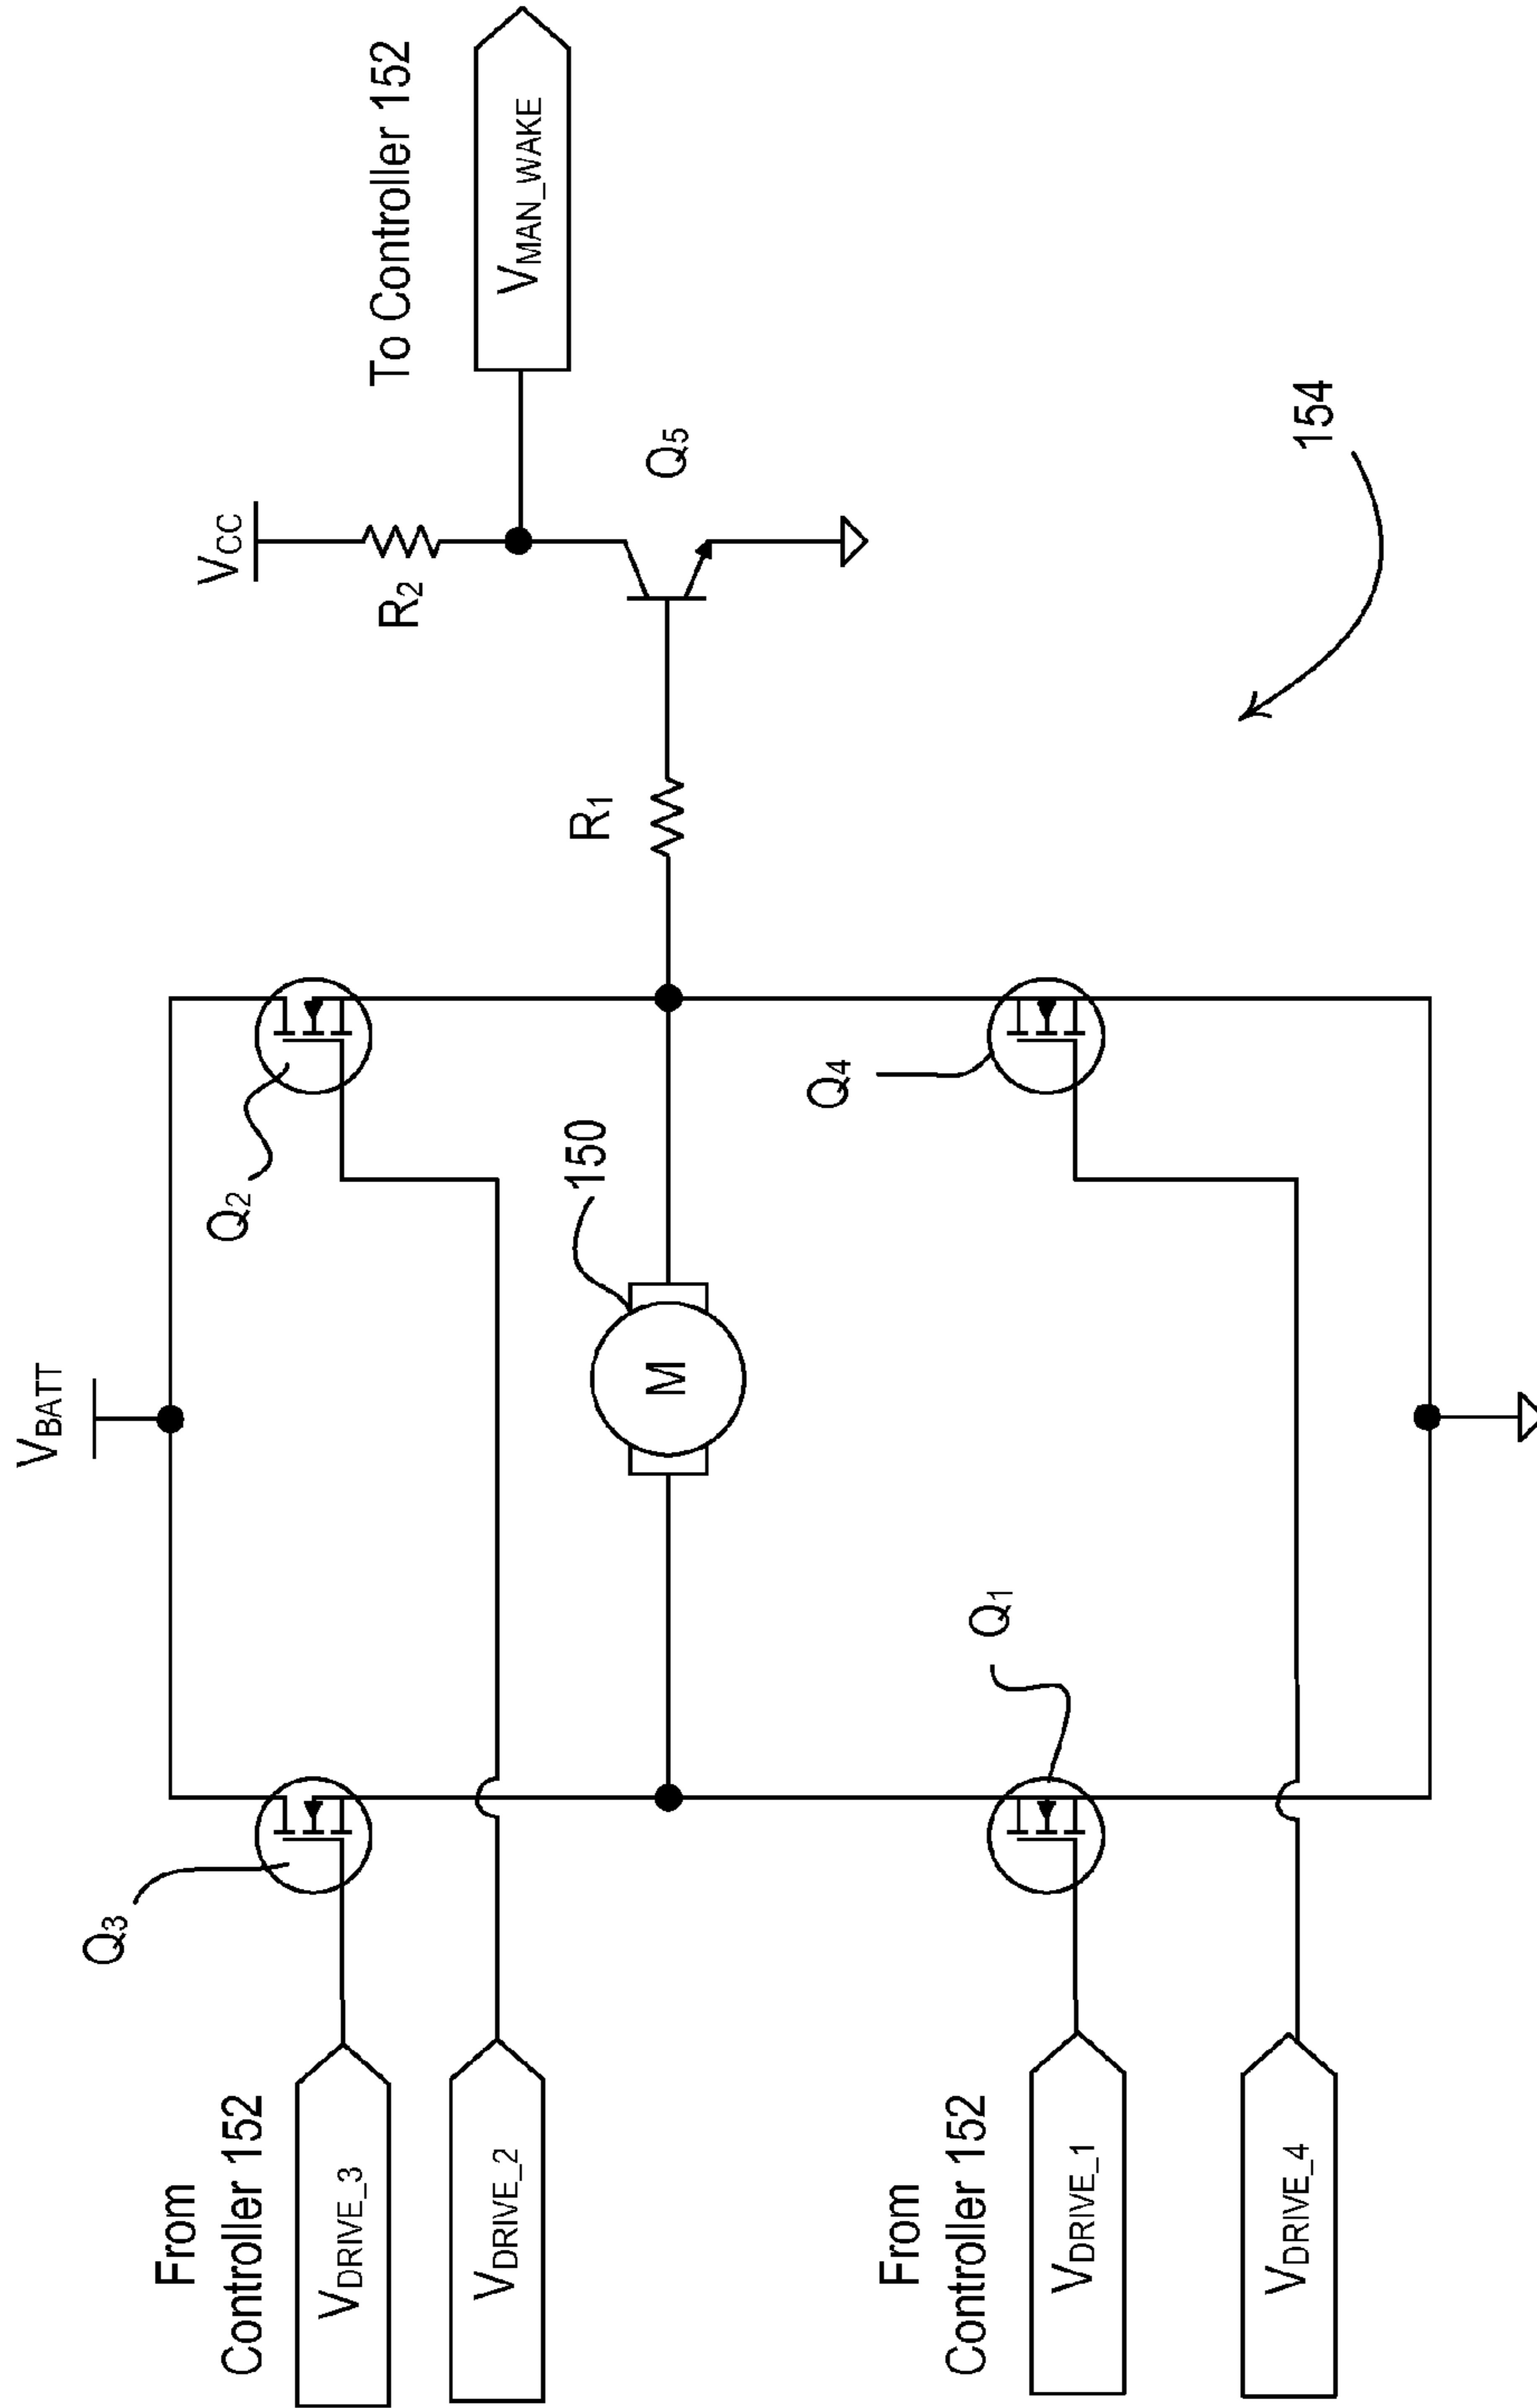 VBATT
VCC
To Controller 152
VMAN_WAKE
R2
Q5
Q3
Q2
R1
150
M
Q4
Q1
154
From
Controller 152
VDRIVE_3
VDRIVE_2
From
Controller 152
VDRIVE_1
VDRIVE_4